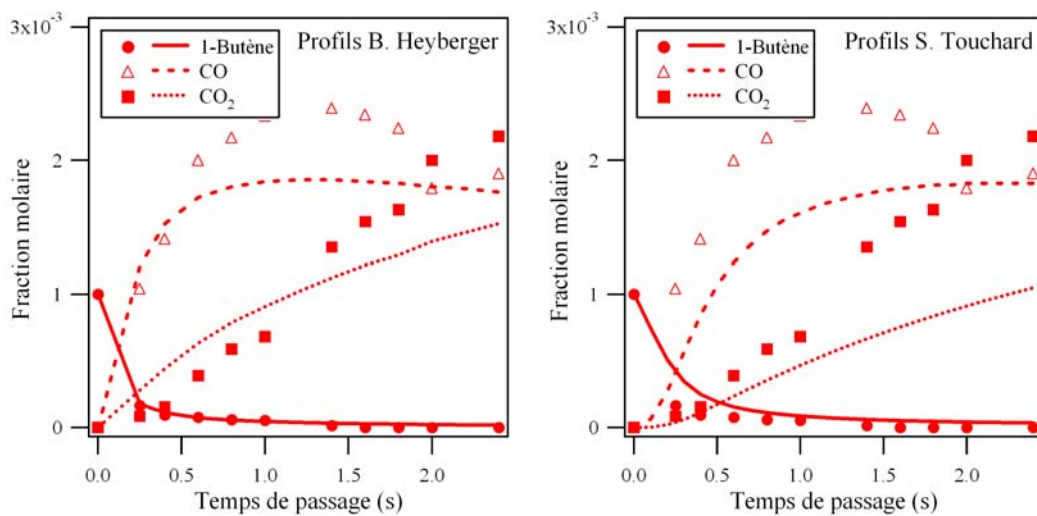 3x10-3
Profils B. Heyberger
1-Butène
CO
CO2
2
1
0
Fraction molaire
0.0 0.5 1.0 1.5 2.0
Temps de passage (s)
3x10-3
Profils S. Touchard
1-Butène
CO
CO2
2
1
0
Fraction molaire
0.0 0.5 1.0 1.5 2.0
Temps de passage (s)